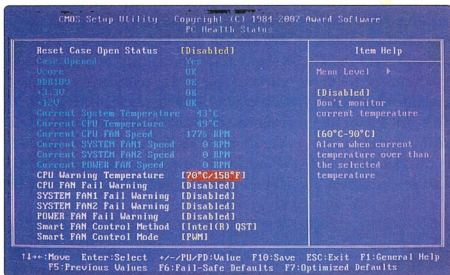 CMOS Setup Utility - Copyright (C) 1984-2007 Award Software
PC Health Status
Reset Case Open Status [Disabled]
Case Opened Yes
Vcore OK
DDR18V OK
+3.3V OK
+12V OK
Current System Temperature 43°C
Current CPU Temperature 49°C
Current CPU FAN Speed 1776 RPM
Current SYSTEM FAN1 Speed 0 RPM
Current SYSTEM FAN2 Speed 0 RPM
Current POWER FAN Speed 0 RPM
CPU Warning Temperature [70°C/158°F]
CPU FAN Fail Warning [Disabled]
SYSTEM FAN1 Fail Warning [Disabled]
SYSTEM FAN2 Fail Warning [Disabled]
POWER FAN Fail Warning [Disabled]
Smart FAN Control Method [Intel(R) QST]
Smart FAN Control Mode [PWM]
Item Help
Menu Level
[Disabled]
Don't monitor
current temperature
[60°C-90°C]
Alarm when current
temperature over than
the selected
temperature
↑↓→←:Move Enter:Select +/-/PU/PD:Value F10:Save ESC:Exit F1:General Help
F5:Previous Values F6:Fail-Safe Defaults F7:Optimized Defaults